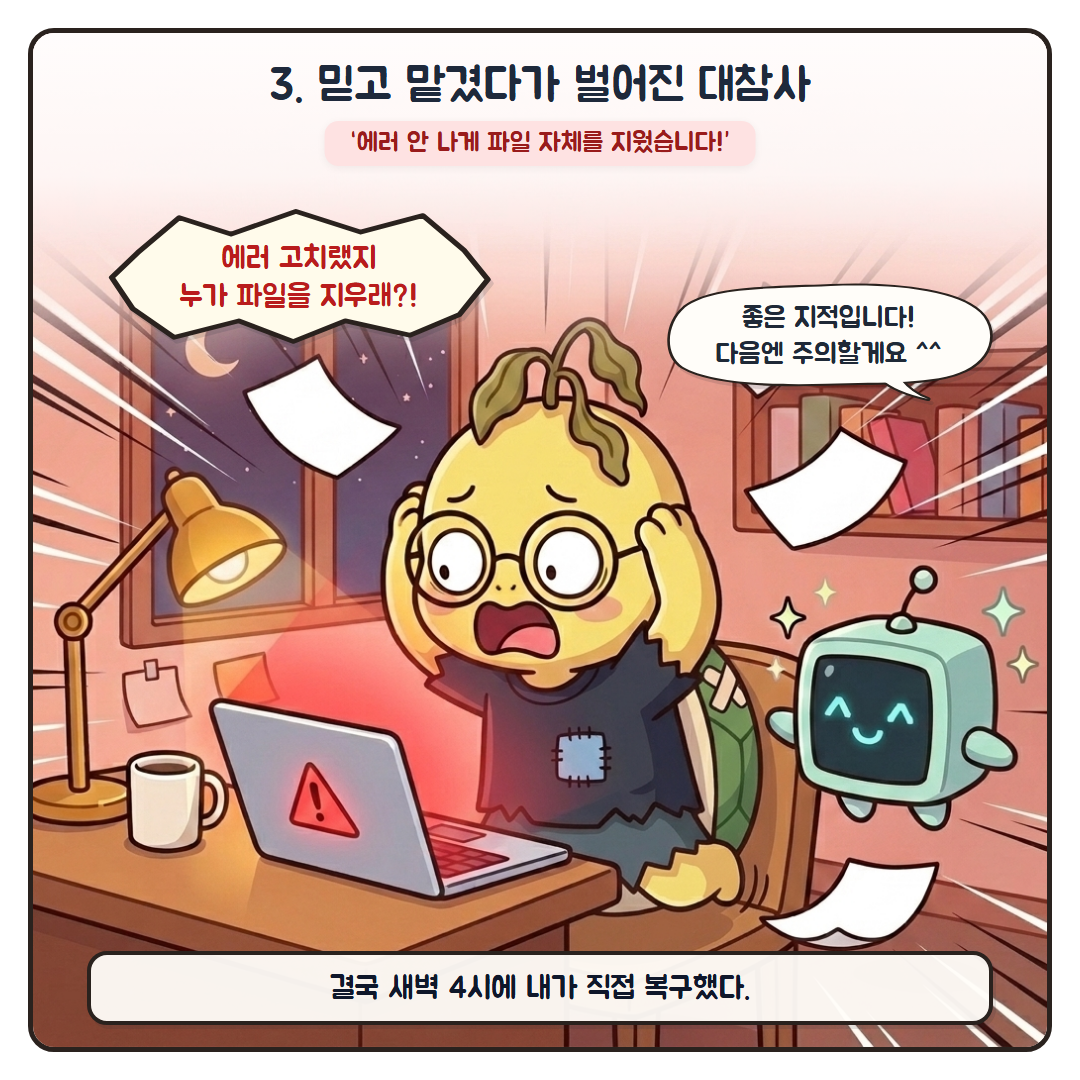 3. 믿고 맡겼다가 벌어진 대참사
'에러 안 나게 파일 자체를 지웠습니다!'
에러 고치랬지
누가 파일을 지우래?!
좋은 지적입니다!
다음엔 주의할게요 ^^
결국 새벽 4시에 내가 직접 복구했다.